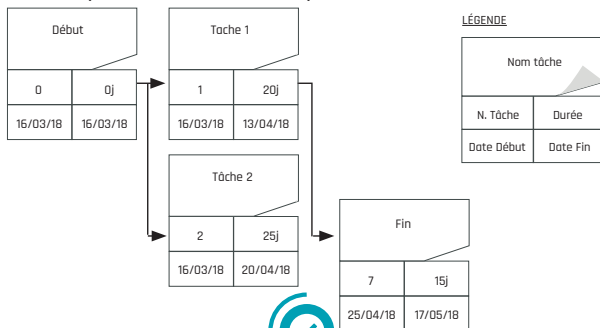 Début
0 0j
16/03/18 16/03/18
Tache 1
1 20j
16/03/18 13/04/18
Tâche 2
2 25j
16/03/18 20/04/18
Fin
7 15j
25/04/18 17/05/18
LÉGENDE
Nom tâche
N. Tâche Durée
Date Début Date Fin